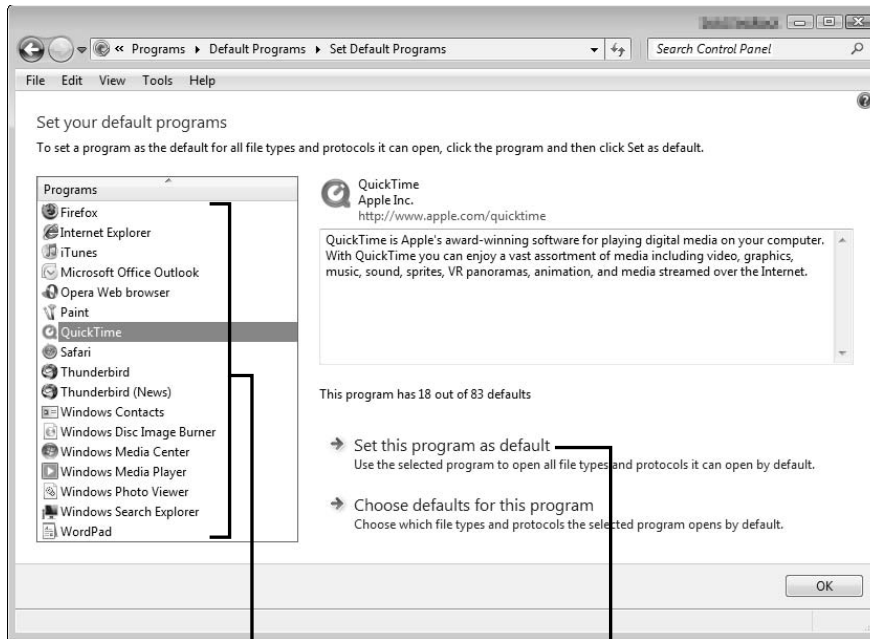 « Programs ▸ Default Programs ▸ Set Default Programs
Search Control Panel
File Edit View Tools Help
Set your default programs
To set a program as the default for all file types and protocols it can open, click the program and then click Set as default.
Programs
Firefox
Internet Explorer
iTunes
Microsoft Office Outlook
Opera Web browser
Paint
QuickTime
Safari
Thunderbird
Thunderbird (News)
Windows Contacts
Windows Disc Image Burner
Windows Media Center
Windows Media Player
Windows Photo Viewer
Windows Search Explorer
WordPad
QuickTime
Apple Inc.
http://www.apple.com/quicktime
QuickTime is Apple's award-winning software for playing digital media on your computer.
With QuickTime you can enjoy a vast assortment of media including video, graphics,
music, sound, sprites, VR panoramas, animation, and media streamed over the Internet.
This program has 18 out of 83 defaults
Set this program as default
Use the selected program to open all file types and protocols it can open by default.
Choose defaults for this program
Choose which file types and protocols the selected program opens by default.
OK